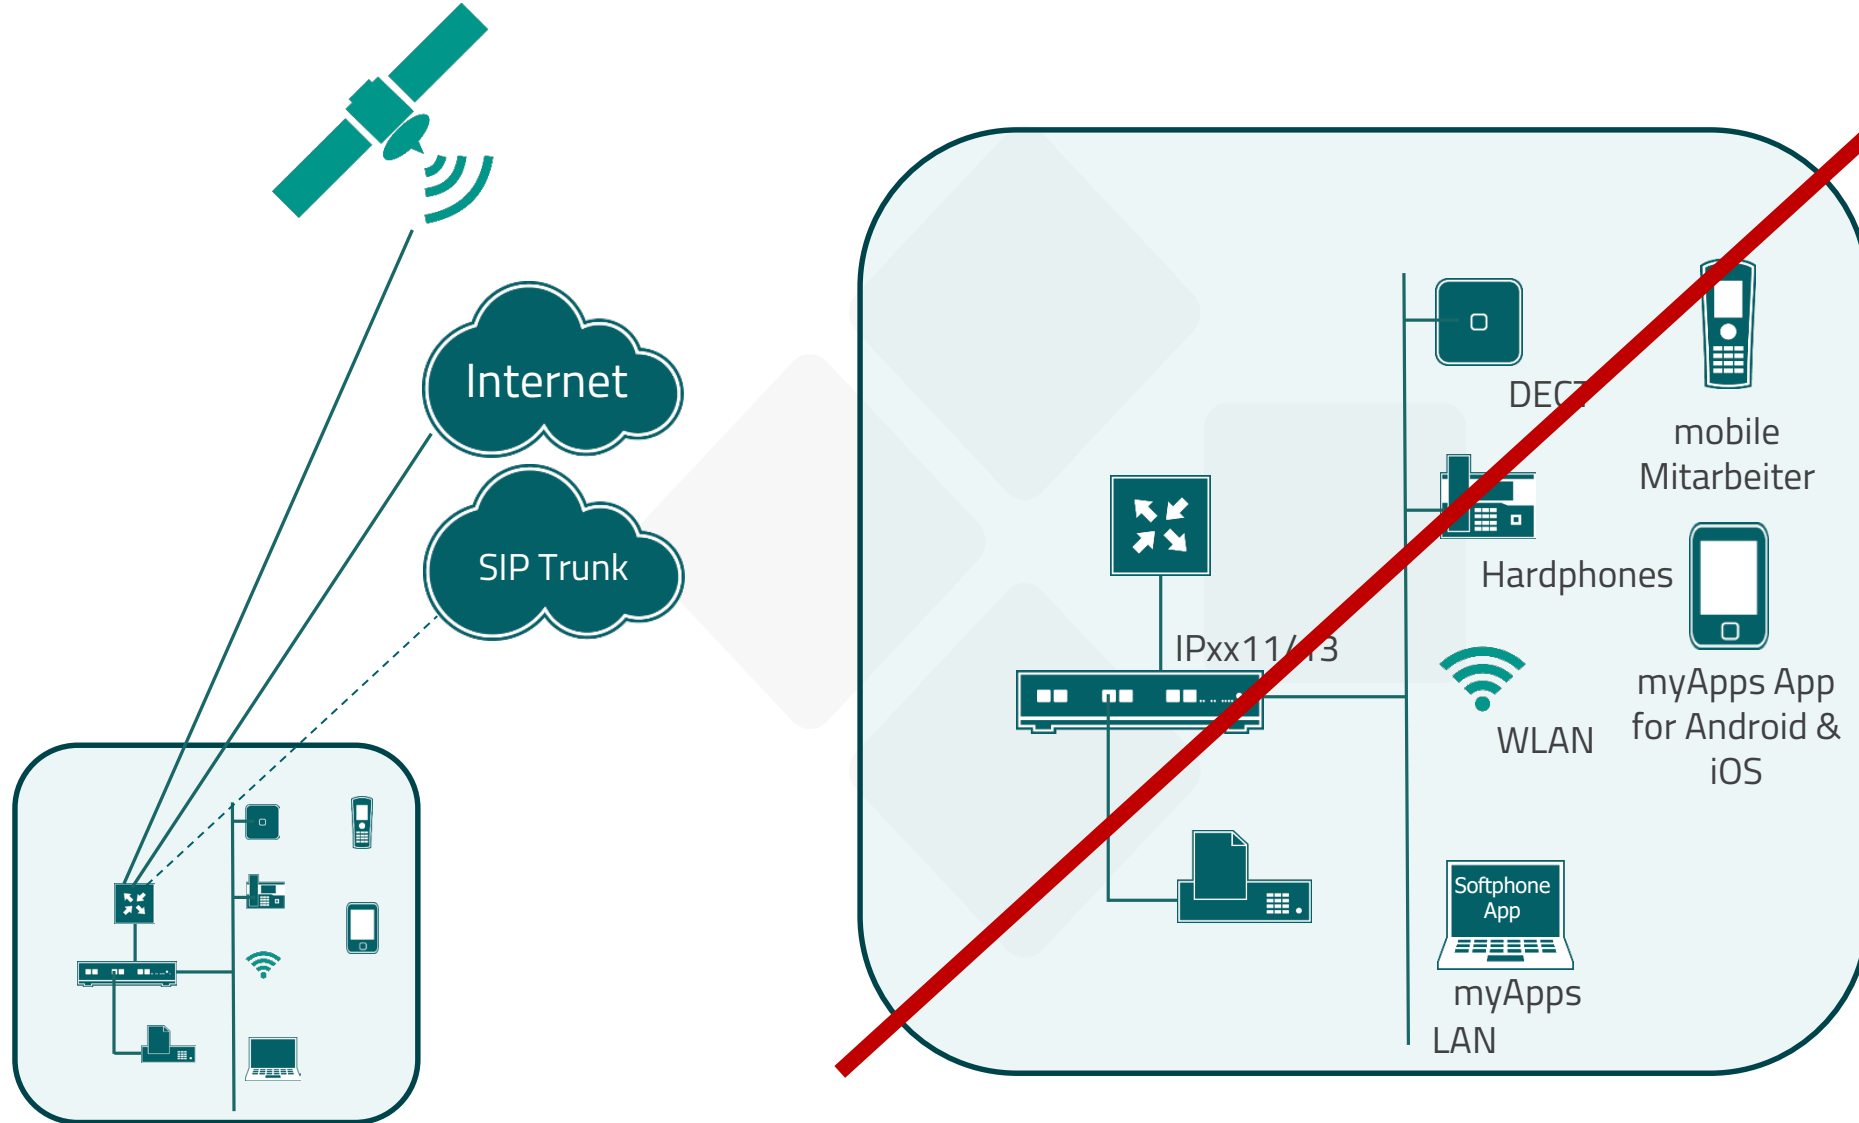 Internet
SIP Trunk
DECT
mobile
Mitarbeiter
Hardphones
IPxx11/13
WLAN
myApps App
for Android &
iOS
Softphone
App
myApps
LAN